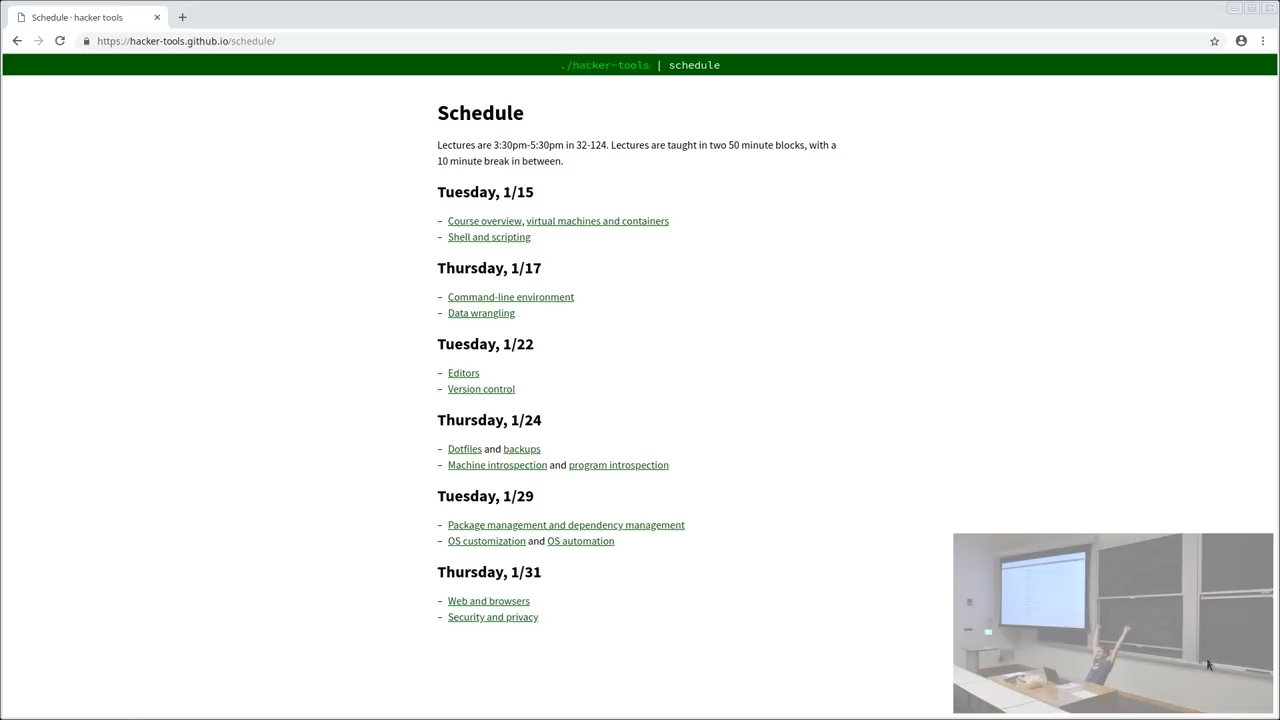 Schedule · hacker tools
https://hacker-tools.github.io/schedule/
./hacker-tools | schedule
Schedule
Lectures are 3:30pm-5:30pm in 32-124. Lectures are taught in two 50 minute blocks, with a
10 minute break in between.
Tuesday, 1/15
– Course overview, virtual machines and containers
– Shell and scripting
Thursday, 1/17
– Command-line environment
– Data wrangling
Tuesday, 1/22
– Editors
– Version control
Thursday, 1/24
– Dotfiles and backups
– Machine introspection and program introspection
Tuesday, 1/29
– Package management and dependency management
– OS customization and OS automation
Thursday, 1/31
– Web and browsers
– Security and privacy